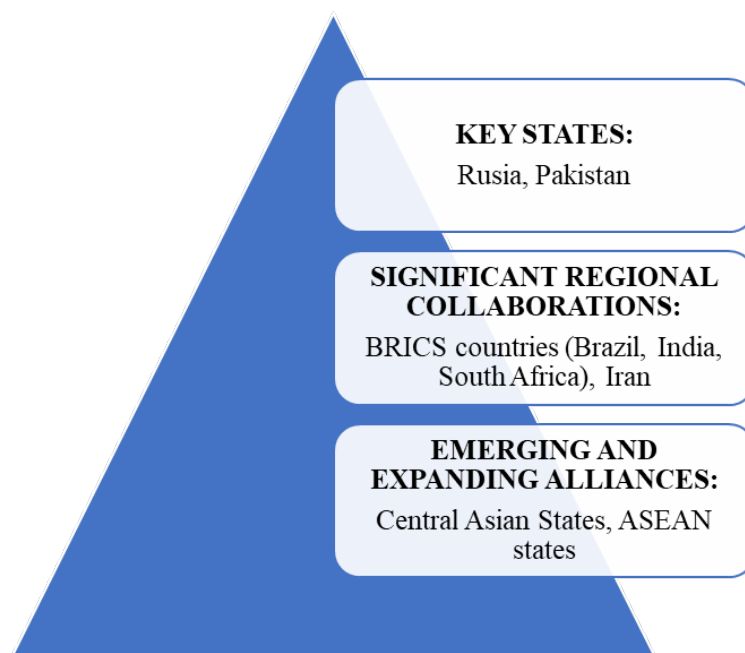 KEY STATES:
Rusia, Pakistan
SIGNIFICANT REGIONAL
COLLABORATIONS:
BRICS countries (Brazil, India,
South Africa), Iran
EMERGING AND
EXPANDING ALLIANCES:
Central Asian States, ASEAN
states